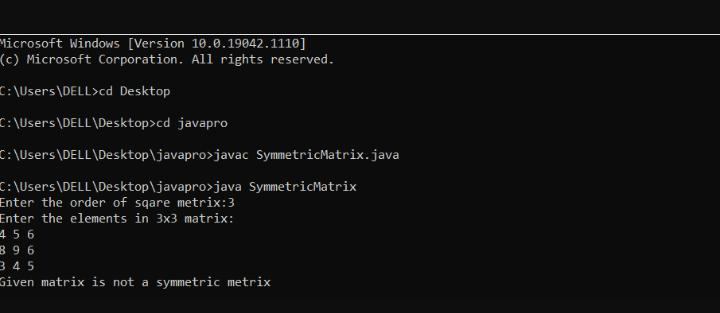 Microsoft Windows [Version 10.0.19042.1110]
(c) Microsoft Corporation. All rights reserved.
C:\Users\DELL>cd Desktop
C:\Users\DELL\Desktop>cd javapro
C:\Users\DELL\Desktop\javapro>javac SymmetricMatrix.java
C:\Users\DELL\Desktop\javapro>java SymmetricMatrix
Enter the order of sqare metrix:3
Enter the elements in 3x3 matrix:
4 5 6
8 9 6
3 4 5
Given matrix is not a symmetric metrix